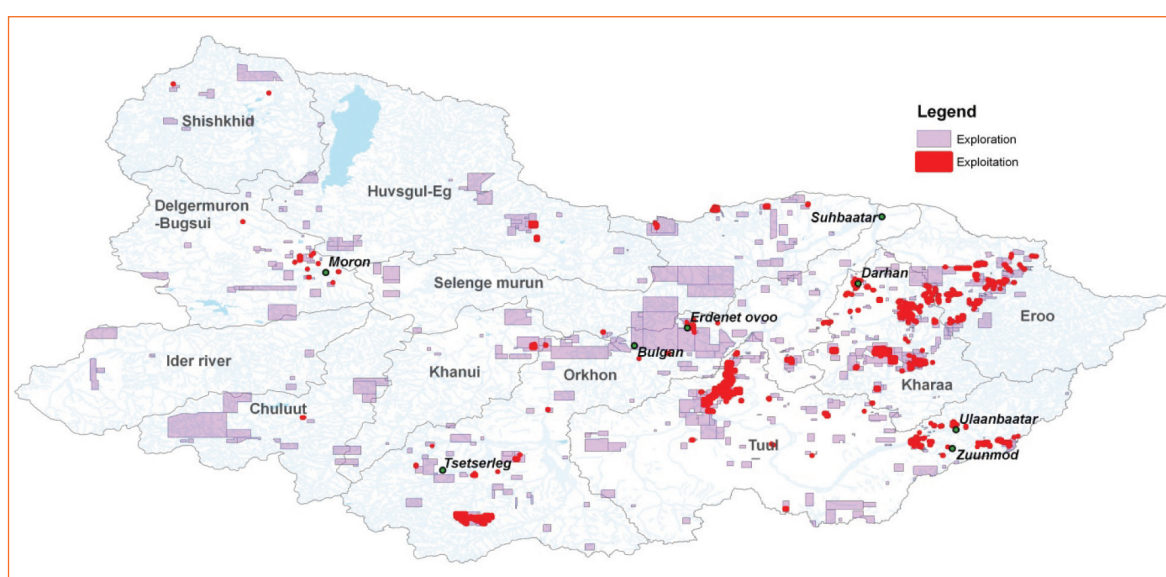 Legend
Exploration
Exploitation
Shishkhid
Huvsgul-Eg
Delgermuron
-Bugsui
Suhbaatar
Moron
Selenge murun
Darhan
Erdenet ovoo
Eroo
Bulgan
Ider river
Khanui
Orkhon
Kharaa
Chuluut
Ulaanbaatar
Tuul
Zuunmod
Tsetserleg